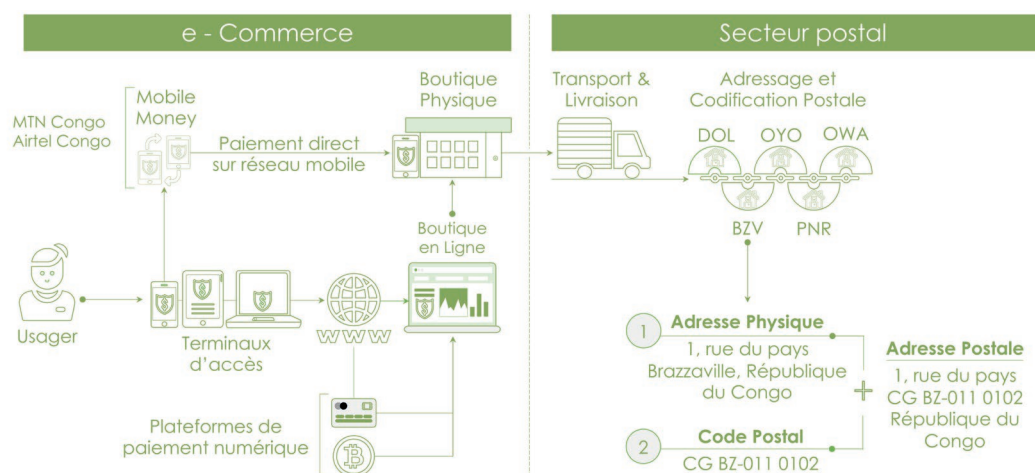 e - Commerce
Secteur postal
MTN Congo
Airtel Congo
Mobile
Money
Paiement direct
sur réseau mobile
Boutique
Physique
Boutique
en Ligne
Usager
Terminaux
d'accès
WWW
Plateformes de
paiement numérique
Transport &
Livraison
Adressage et
Codification Postale
DOL OYO OWA
BZV PNR
1
Adresse Physique
1, rue du pays
Brazzaville, République
du Congo
2
Code Postal
CG BZ-011 0102
+
Adresse Postale
1, rue du pays
CG BZ-011 0102
République du
Congo